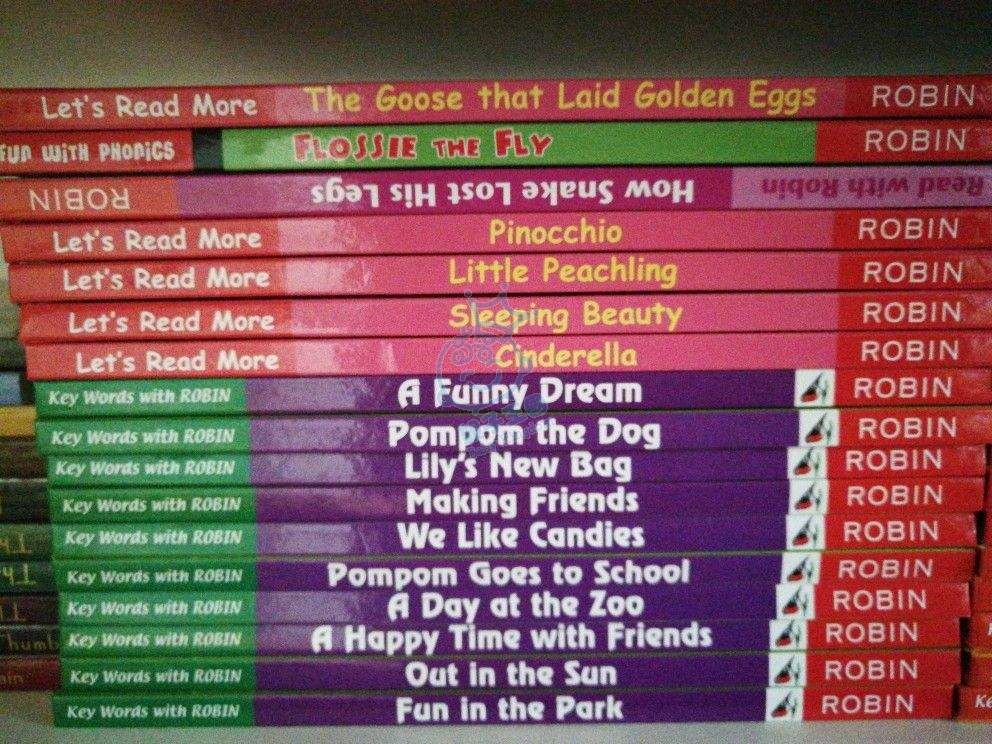 Let's Read More The Goose that Laid Golden Eggs ROBIN
FUN WITH PHONICS FLOSSIE THE FLY ROBIN
Read with Robin How Snake Lost His Legs ROBIN
Let's Read More Pinocchio ROBIN
Let's Read More Little Peachling ROBIN
Let's Read More Sleeping Beauty ROBIN
Let's Read More Cinderella ROBIN
Key Words with ROBIN A Funny Dream ROBIN
Key Words with ROBIN Pompom the Dog ROBIN
Key Words with ROBIN Lily's New Bag ROBIN
Key Words with ROBIN Making Friends ROBIN
Key Words with ROBIN We Like Candies ROBIN
Key Words with ROBIN Pompom Goes to School ROBIN
Key Words with ROBIN A Day at the Zoo ROBIN
Key Words with ROBIN A Happy Time with Friends ROBIN
Key Words with ROBIN Out in the Sun ROBIN
Key Words with ROBIN Fun in the Park ROBIN